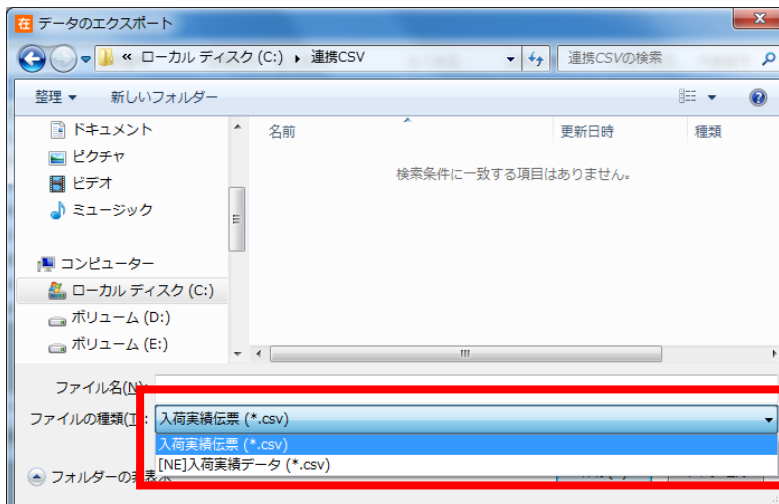 在 データのエクスポート
« ローカル ディスク (C:) ▸ 連携CSV 連携CSVの検索
整理 ▼ 新しいフォルダー
ドキュメント
ピクチャ
ビデオ
ミュージック
コンピューター
ローカル ディスク (C:)
ボリューム (D:)
ボリューム (E:)
名前 更新日時 種類
検索条件に一致する項目はありません。
ファイル名(N):
ファイルの種類(T): 入荷実績伝票 (*.csv)
入荷実績伝票 (*.csv)
[NE]入荷実績データ (*.csv)
フォルダーの非表示